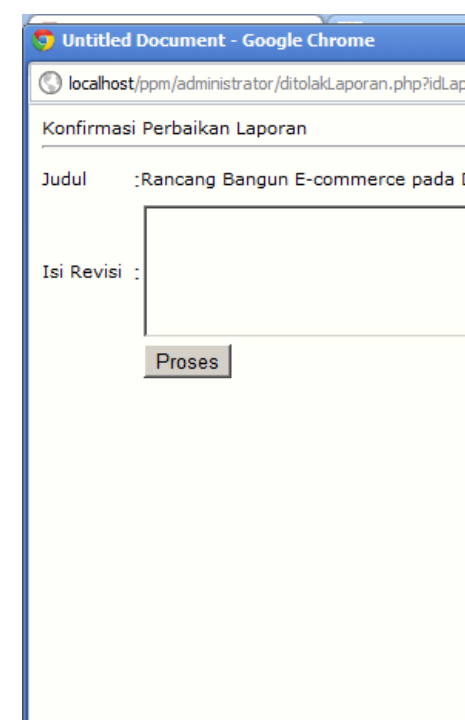 Untitled Document - Google Chrome
localhost/ppm/administrator/ditolakLaporan.php?idLap
Konfirmasi Perbaikan Laporan
Judul :Rancang Bangun E-commerce pada
Isi Revisi :
Proses